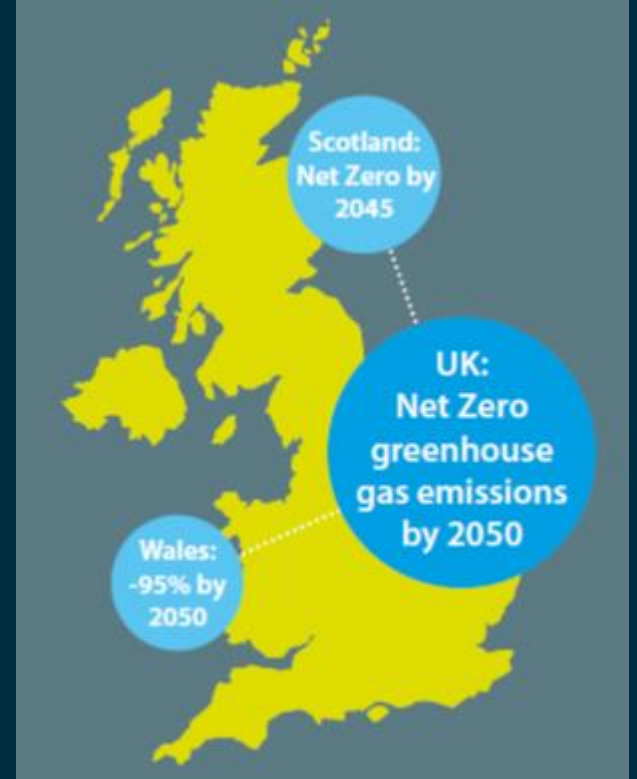 Scotland:
Net Zero by
2045
UK:
Net Zero
greenhouse
gas emissions
by 2050
Wales:
-95% by
2050